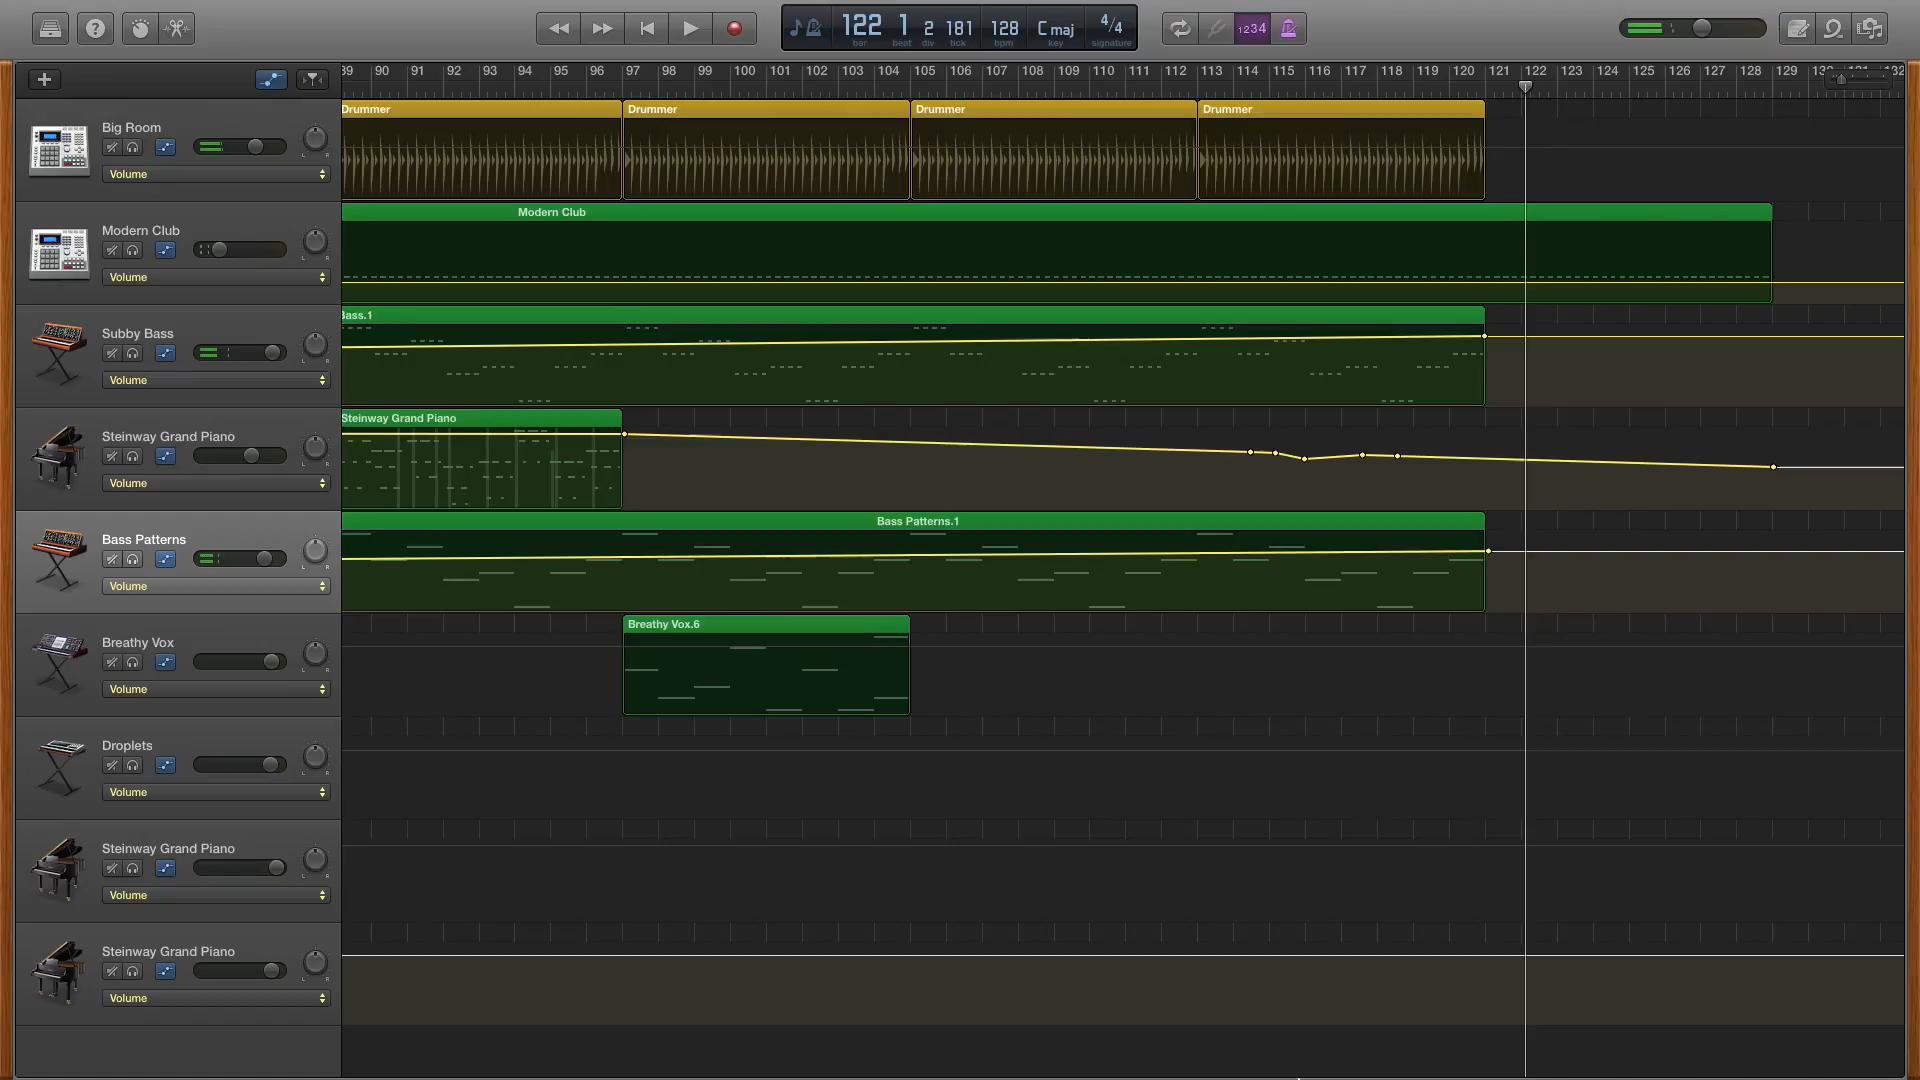 122 1 2 181 128 C maj 4/4
bar beat div tick bpm key signature
1234
90 91 92 93 94 95 96 97 98 99 100 101 102 103 104 105 106 107 108 109 110 111 112 113 114 115 116 117 118 119 120 121 122 123 124 125 126 127 128 129
Drummer Drummer Drummer Drummer
Big Room
L R
Volume
Modern Club
Modern Club
L R
Volume
Bass.1
Subby Bass
L R
Volume
Steinway Grand Piano
Steinway Grand Piano
L R
Volume
Bass Patterns.1
Bass Patterns
L R
Volume
Breathy Vox.6
Breathy Vox
L R
Volume
Droplets
L R
Volume
Steinway Grand Piano
L R
Volume
Steinway Grand Piano
L R
Volume